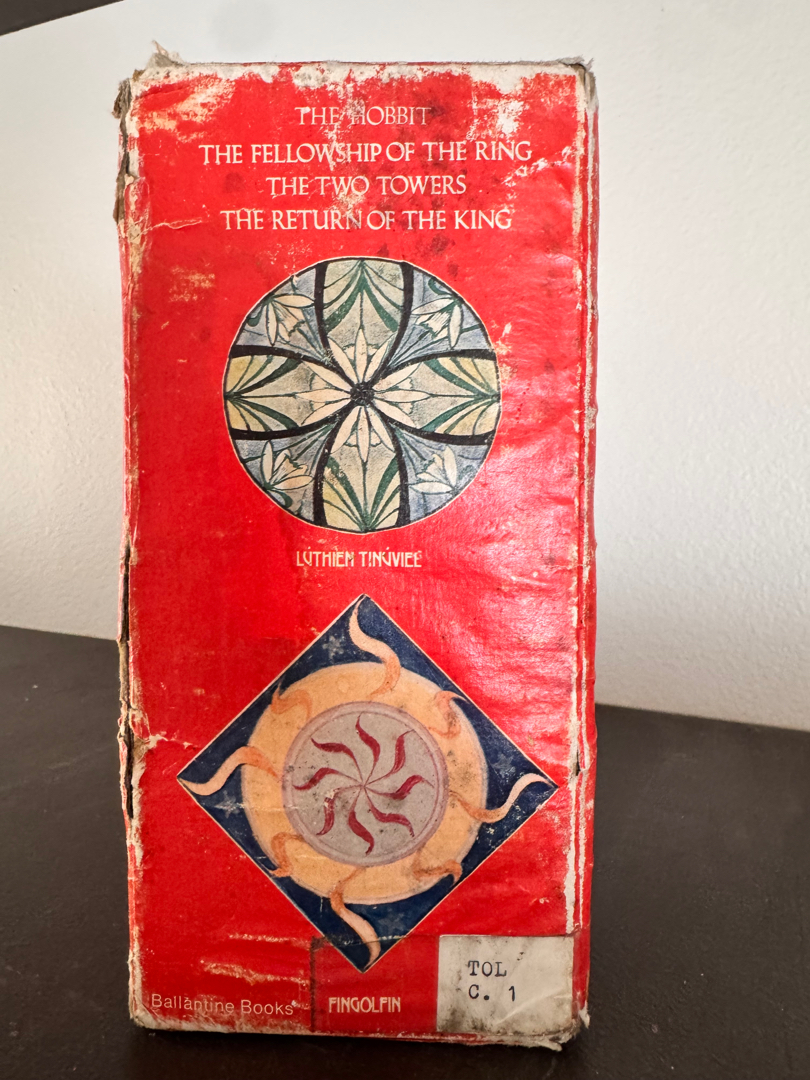 THE HOBBIT
THE FELLOWSHIP OF THE RING
THE TWO TOWERS
THE RETURN OF THE KING
LÚTHIEN TINÚVIEL
Ballantine Books
FINGOLFIN
TOL
C. 1